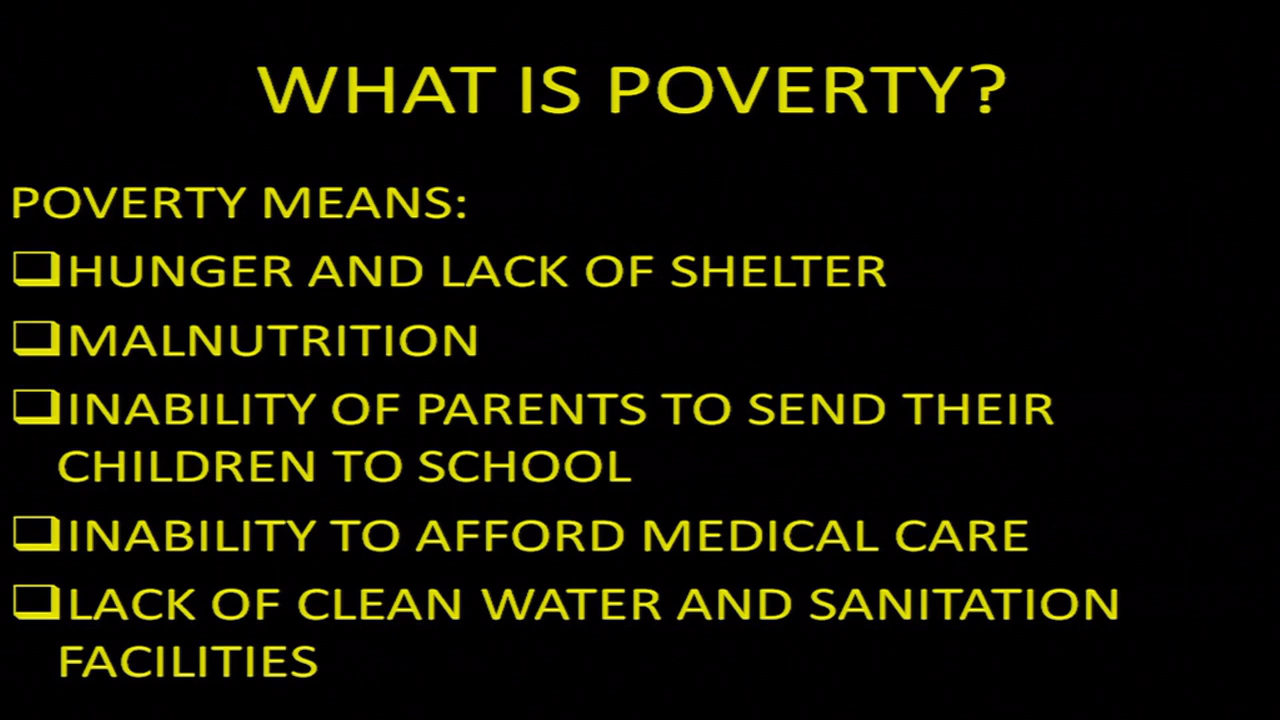 WHAT IS POVERTY?
POVERTY MEANS:
❑HUNGER AND LACK OF SHELTER
❑MALNUTRITION
❑INABILITY OF PARENTS TO SEND THEIR
CHILDREN TO SCHOOL
❑INABILITY TO AFFORD MEDICAL CARE
❑LACK OF CLEAN WATER AND SANITATION
FACILITIES